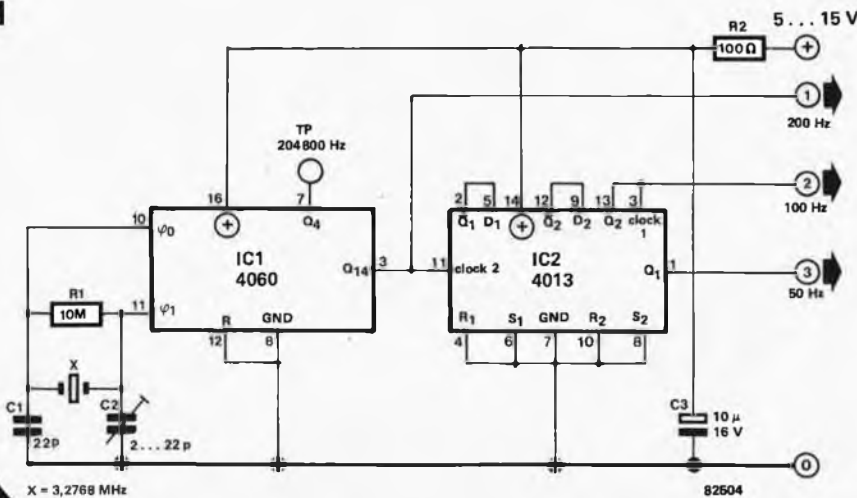 5 . . . 15 V
R2
100Ω
+
1
200 Hz
TP
204800 Hz
2
100 Hz
16
7
+
Q4
10
φ0
IC1
4060
Q14
3
11
φ1
R
GND
12
8
R1
10M
X
C1
22p
C2
2 . . . 22 p
2
5
14
12
9
13
3
Q̅1
D1
+
Q̅2
D2
Q2
clock
1
IC2
4013
11
clock 2
Q1
1
3
50 Hz
R1
S1
GND
R2
S2
4
6
7
10
8
C3
10 µ
16 V
0
X = 3,2768 MHz
82504